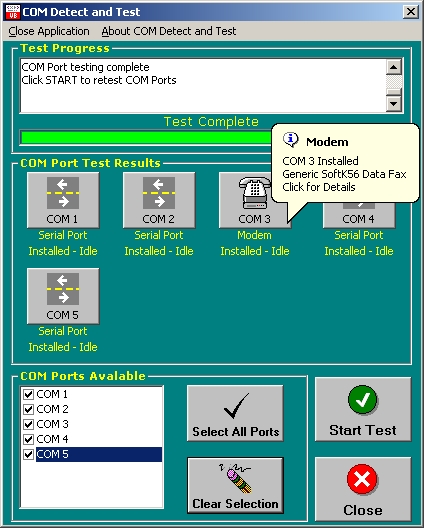 COM Detect and Test
Close Application About COM Detect and Test
Test Progress
COM Port testing complete
Click START to retest COM Ports
Test Complete
Modem
COM 3 Installed
Generic SoftK56 Data Fax
Click for Details
COM Port Test Results
COM 1 COM 2 COM 3 COM 4
Serial Port Serial Port Modem Serial Port
Installed - Idle Installed - Idle Installed - Idle Installed - Idle
COM 5
Serial Port
Installed - Idle
COM Ports Available
COM 1
COM 2
COM 3
COM 4
COM 5
Select All Ports
Clear Selection
Start Test
Close